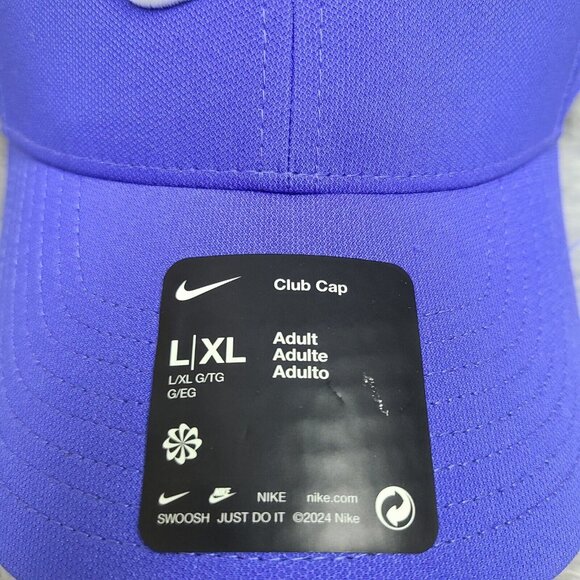 Club Cap
L|XL
L/XL G/TG
G/EG
Adult
Adulte
Adulto
NIKE nike.com
SWOOSH JUST DO IT ©2024 Nike